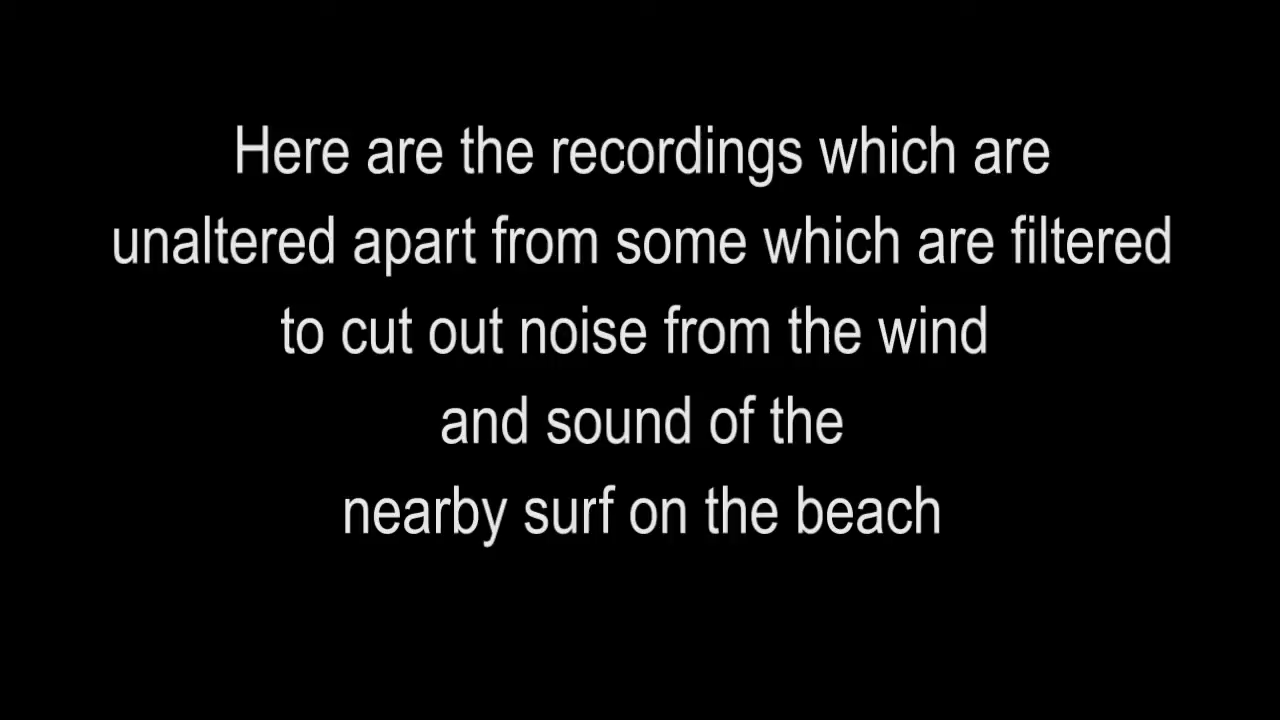 Here are the recordings which are
unaltered apart from some which are filtered
to cut out noise from the wind
and sound of the
nearby surf on the beach